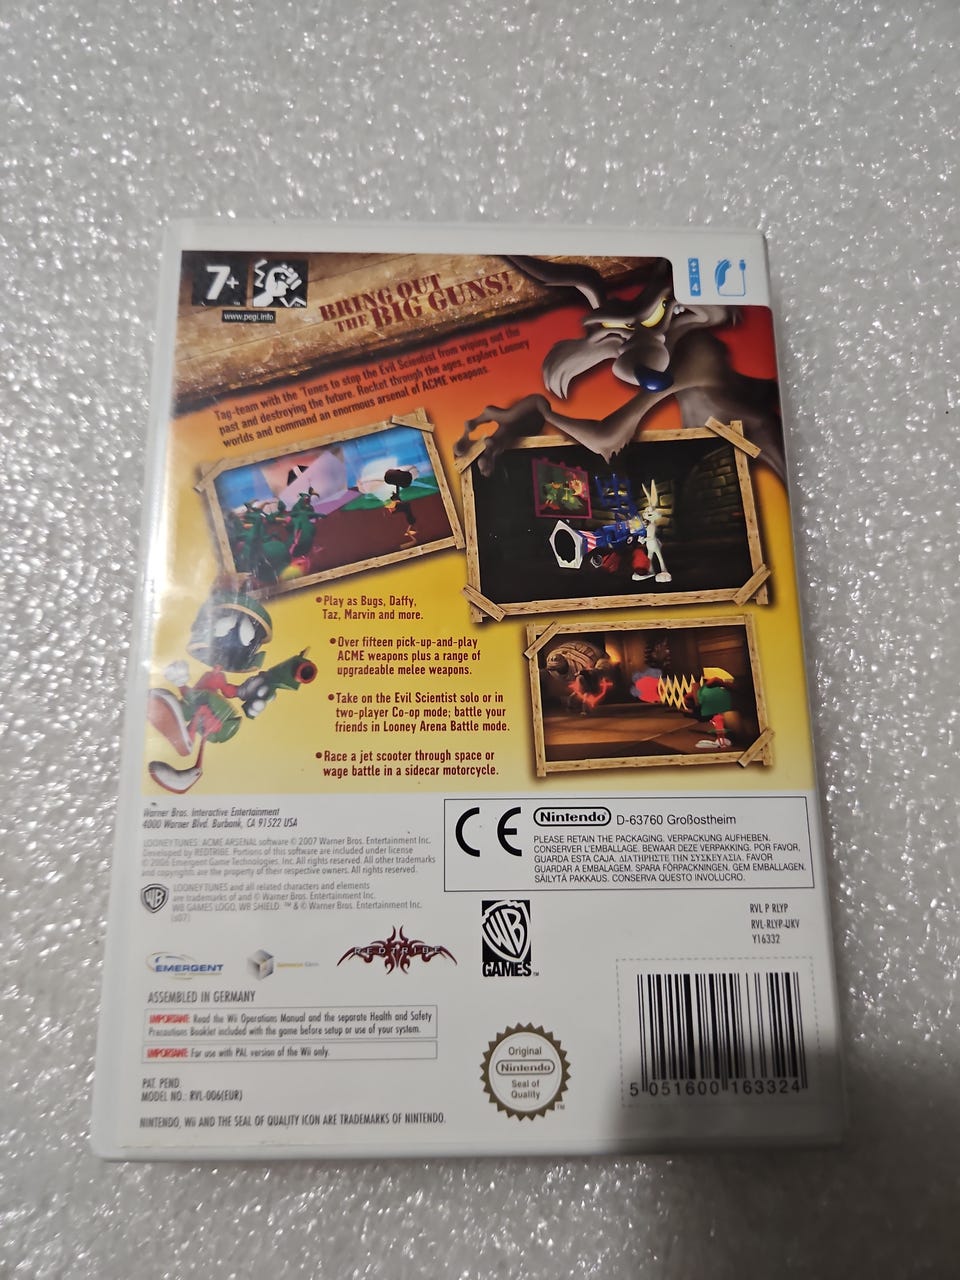 7+
www.pegi.info
BRING OUT
THE BIG GUNS!
4
Tag-team with the 'Tunes to stop the Evil Scientist from wiping out the
past and destroying the future. Rocket through the ages, explore Looney
worlds and command an enormous arsenal of ACME weapons.
•Play as Bugs, Daffy,
Taz, Marvin and more.
•Over fifteen pick-up-and-play
ACME weapons plus a range of
upgradeable melee weapons.
•Take on the Evil Scientist solo or in
two-player Co-op mode; battle your
friends in Looney Arena Battle mode.
•Race a jet scooter through space or
wage battle in a sidecar motorcycle.
Warner Bros. Interactive Entertainment
4000 Warner Blvd. Burbank, CA 91522 USA
LOONEY TUNES: ACME ARSENAL software © 2007 Warner Bros. Entertainment Inc.
Developed by REDTRIBE. Portions of this software are included under license
© 2006 Emergent Game Technologies, Inc. All rights reserved. All other trademarks
and copyrights are the property of their respective owners. All rights reserved.
LOONEY TUNES and all related characters and elements
are trademarks of and © Warner Bros. Entertainment Inc.
WB GAMES LOGO, WB SHIELD: ™ & © Warner Bros. Entertainment Inc.
(s07)
CE
Nintendo D-63760 Großostheim
PLEASE RETAIN THE PACKAGING. VERPACKUNG AUFHEBEN.
CONSERVER L'EMBALLAGE. BEWAAR DEZE VERPAKKING. POR FAVOR,
GUARDA ESTA CAJA. ΔΙΑΤΗΡΗΣΤΕ ΤΗΝ ΣΥΣΚΕΥΑΣΙΑ. FAVOR
GUARDAR A EMBALAGEM. SPARA FÖRPACKNINGEN. GEM EMBALLAGEN.
SÄILYTÄ PAKKAUS. CONSERVA QUESTO INVOLUCRO.
RVL P RLYP
RVL-RLYP-UKV
Y16332
EMERGENT
REDTRIBE
WB
GAMES™
ASSEMBLED IN GERMANY
IMPORTANT: Read the Wii Operations Manual and the separate Health and Safety
Precautions Booklet included with the game before setup or use of your system.
IMPORTANT: For use with PAL version of the Wii only.
PAT. PEND.
MODEL NO.: RVL-006(EUR)
NINTENDO, Wii AND THE SEAL OF QUALITY ICON ARE TRADEMARKS OF NINTENDO.
Original
Nintendo
Seal of
Quality
™
5 051600 163324